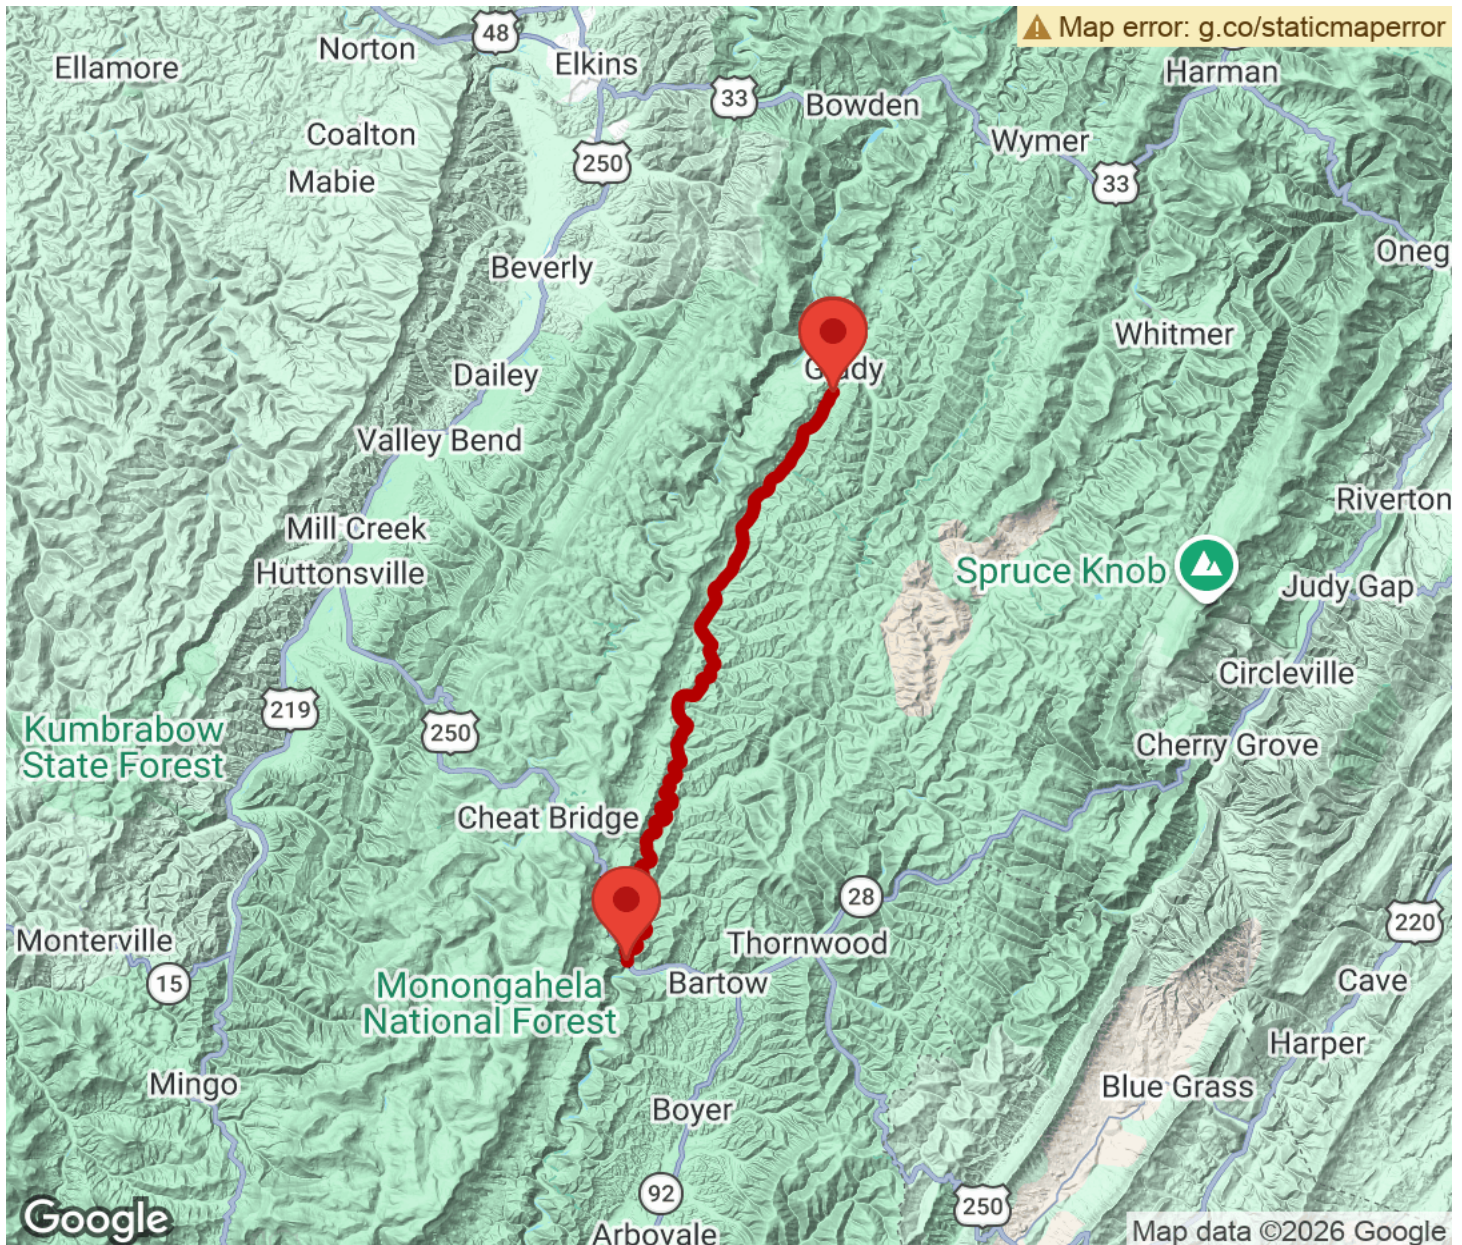 Map error: g.co/staticmaperror
48
Norton
Elkins
Ellamore
Harman
33
Bowden
Coalton
Wymer
250
Mabie
33
Oneg
Beverly
Whitmer
Dailey
Valley Bend
Riverton
Mill Creek
Huttonsville
Spruce Knob
Judy Gap
Circleville
219
Kumbrabow
State Forest
250
Cherry Grove
Cheat Bridge
28
220
Monterville
Thornwood
15
Monongahela
National Forest
Bartow
Cave
Harper
Mingo
Blue Grass
Boyer
92
250
Arbovale
Google
Map data ©2026 Google